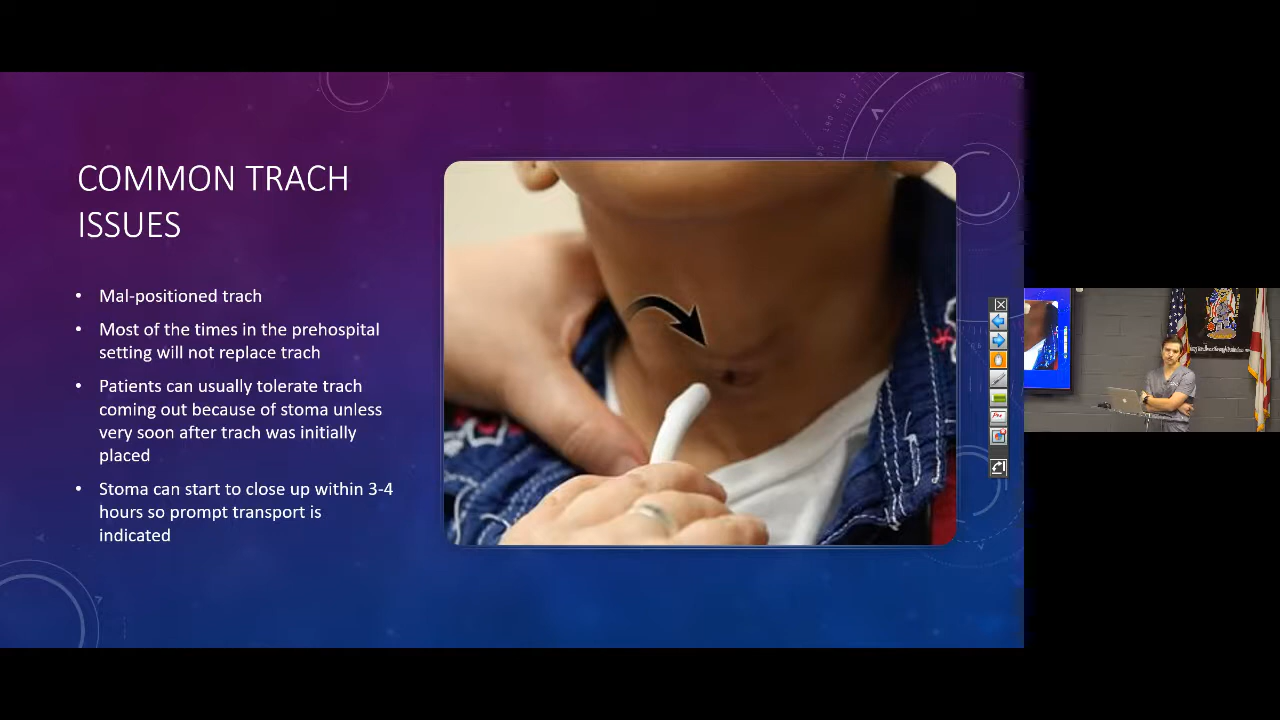 COMMON TRACH
ISSUES
• Mal-positioned trach
• Most of the times in the prehospital
setting will not replace trach
• Patients can usually tolerate trach
coming out because of stoma unless
very soon after trach was initially
placed
• Stoma can start to close up within 3-4
hours so prompt transport is
indicated